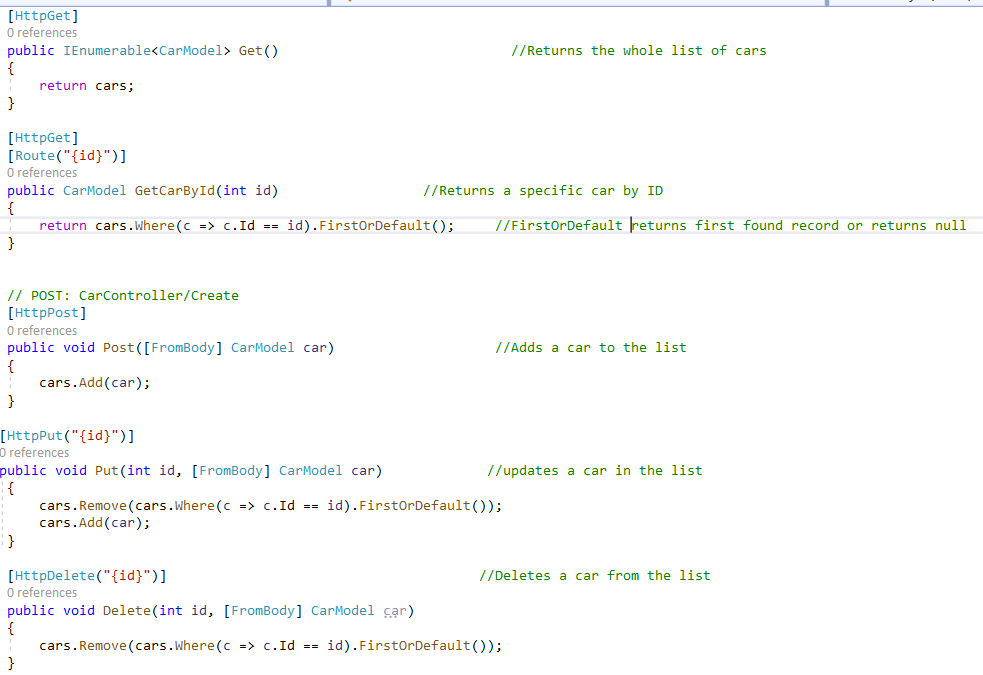 [HttpGet]
0 references
public IEnumerable<CarModel> Get() //Returns the whole list of cars
{
return cars;
}
[HttpGet]
[Route("{id}")]
0 references
public CarModel GetCarById(int id) //Returns a specific car by ID
{
return cars.Where(c => c.Id == id).FirstOrDefault(); //FirstOrDefault returns first found record or returns null
}
// POST: CarController/Create
[HttpPost]
0 references
public void Post([FromBody] CarModel car) //Adds a car to the list
{
cars.Add(car);
}
[HttpPut("{id}")]
0 references
public void Put(int id, [FromBody] CarModel car) //updates a car in the list
{
cars.Remove(cars.Where(c => c.Id == id).FirstOrDefault());
cars.Add(car);
}
[HttpDelete("{id}")] //Deletes a car from the list
0 references
public void Delete(int id, [FromBody] CarModel car)
{
cars.Remove(cars.Where(c => c.Id == id).FirstOrDefault());
}